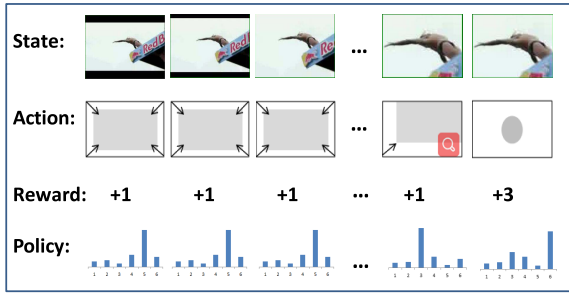 State:
Red B
Red B
Red
...
Action:
...
Reward: +1 +1 +1 ... +1 +3
Policy:
...
1 2 3 4 5 6
1 2 3 4 5 6
1 2 3 4 5 6
1 2 3 4 5 6
1 2 3 4 5 6